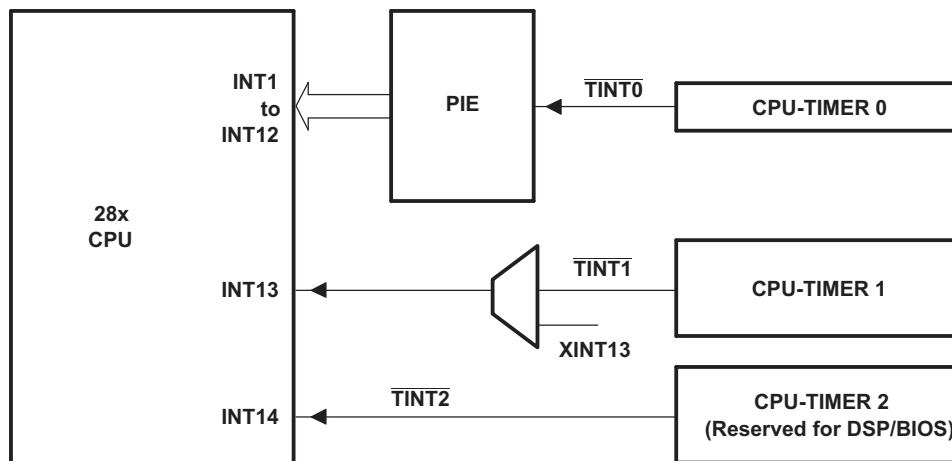 INT1
to
INT12
PIE
TINT0
CPU-TIMER 0
28x
CPU
INT13
TINT1
CPU-TIMER 1
XINT13
INT14
TINT2
CPU-TIMER 2
(Reserved for DSP/BIOS)